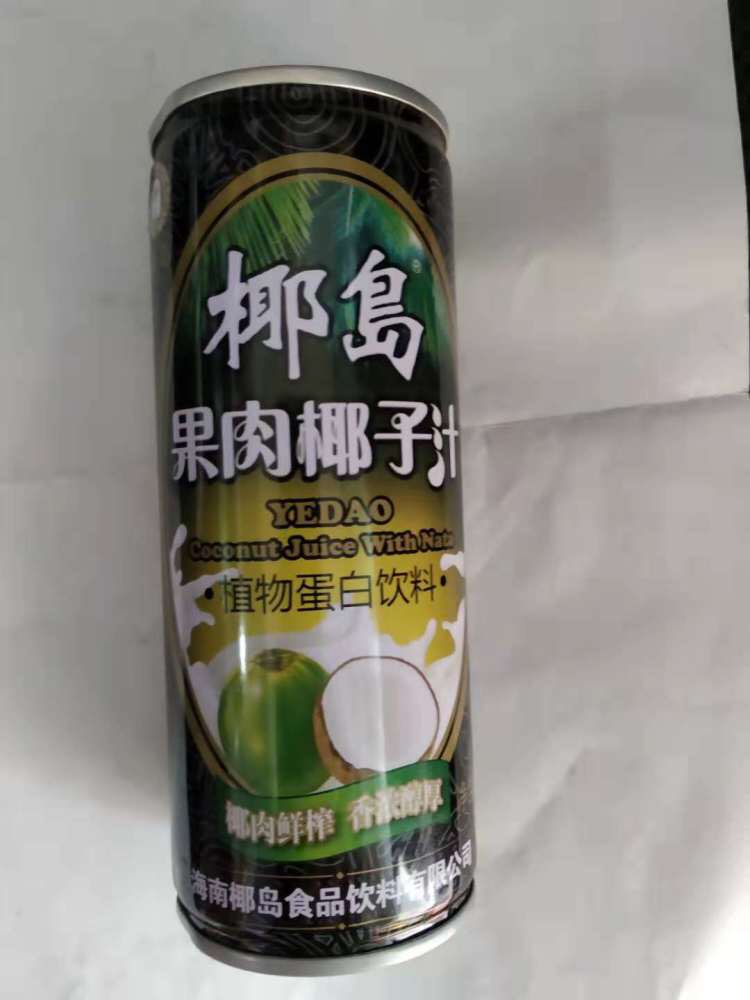 椰島®
果肉椰子汁
YEDAO
Coconut Juice With Nata
·植物蛋白饮料·
椰肉鲜榨 香浓醇厚
海南椰岛食品饮料有限公司